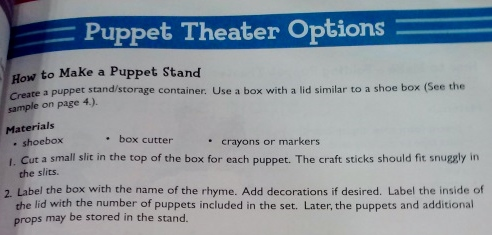 Puppet Theater Options
How to Make a Puppet Stand
Create a puppet stand/storage container. Use a box with a lid similar to a shoe box (See the
sample on page 4.).
Materials
• shoebox • box cutter • crayons or markers
1. Cut a small slit in the top of the box for each puppet. The craft sticks should fit snuggly in
the slits.
2. Label the box with the name of the rhyme. Add decorations if desired. Label the inside of
the lid with the number of puppets included in the set. Later, the puppets and additional
props may be stored in the stand.